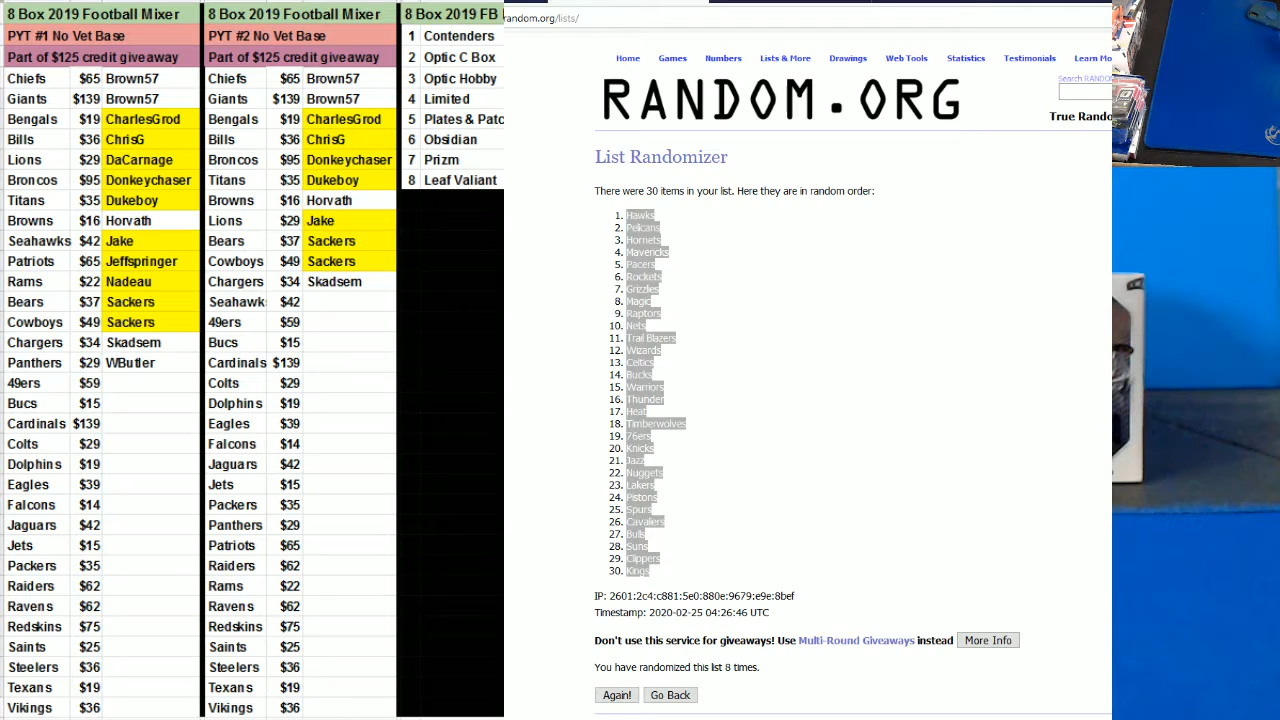 8 Box 2019 Football Mixer
PYT #1 No Vet Base
Part of $125 credit giveaway
Chiefs $65 Brown57
Giants $139 Brown57
Bengals $19 CharlesGrod
Bills $36 ChrisG
Lions $29 DaCarnage
Broncos $95 Donkeychaser
Titans $35 Dukeboy
Browns $16 Horvath
Seahawks $42 Jake
Patriots $65 Jeffspringer
Rams $22 Nadeau
Bears $37 Sackers
Cowboys $49 Sackers
Chargers $34 Skadsem
Panthers $29 WButler
49ers $59
Bucs $15
Cardinals $139
Colts $29
Dolphins $19
Eagles $39
Falcons $14
Jaguars $42
Jets $15
Packers $35
Raiders $62
Ravens $62
Redskins $75
Saints $25
Steelers $36
Texans $19
Vikings $36
8 Box 2019 Football Mixer
PYT #2 No Vet Base
Part of $125 credit giveaway
Chiefs $65 Brown57
Giants $139 Brown57
Bengals $19 CharlesGrod
Bills $36 ChrisG
Broncos $95 Donkeychaser
Titans $35 Dukeboy
Browns $16 Horvath
Lions $29 Jake
Bears $37 Sackers
Cowboys $49 Sackers
Chargers $34 Skadsem
Seahawks $42
49ers $59
Bucs $15
Cardinals $139
Colts $29
Dolphins $19
Eagles $39
Falcons $14
Jaguars $42
Jets $15
Packers $35
Panthers $29
Patriots $65
Raiders $62
Rams $22
Ravens $62
Redskins $75
Saints $25
Steelers $36
Texans $19
Vikings $36
8 Box 2019 FB
1 Contenders
2 Optic C Box
3 Optic Hobby
4 Limited
5 Plates & Patc
6 Obsidian
7 Prizm
8 Leaf Valiant
random.org/lists/
Home Games Numbers Lists & More Drawings Web Tools Statistics Testimonials Learn Mo
RANDOM.ORG
Search RANDO
True Rando
List Randomizer
There were 30 items in your list. Here they are in random order:
1. Hawks
2. Pelicans
3. Hornets
4. Mavericks
5. Pacers
6. Rockets
7. Grizzles
8. Magic
9. Raptors
10. Nets
11. Trail Blazers
12. Wizards
13. Celtics
14. Bucks
15. Warriors
16. Thunder
17. Heat
18. Timberwolves
19. 76ers
20. Knicks
21. Jazz
22. Nuggets
23. Lakers
24. Pistons
25. Spurs
26. Cavaliers
27. Bulls
28. Suns
29. Clippers
30. Kings
IP: 2601:2c4:c881:5e0:880e:9679:e9e:8bef
Timestamp: 2020-02-25 04:26:46 UTC
Don't use this service for giveaways! Use Multi-Round Giveaways instead More Info
You have randomized this list 8 times.
Again! Go Back